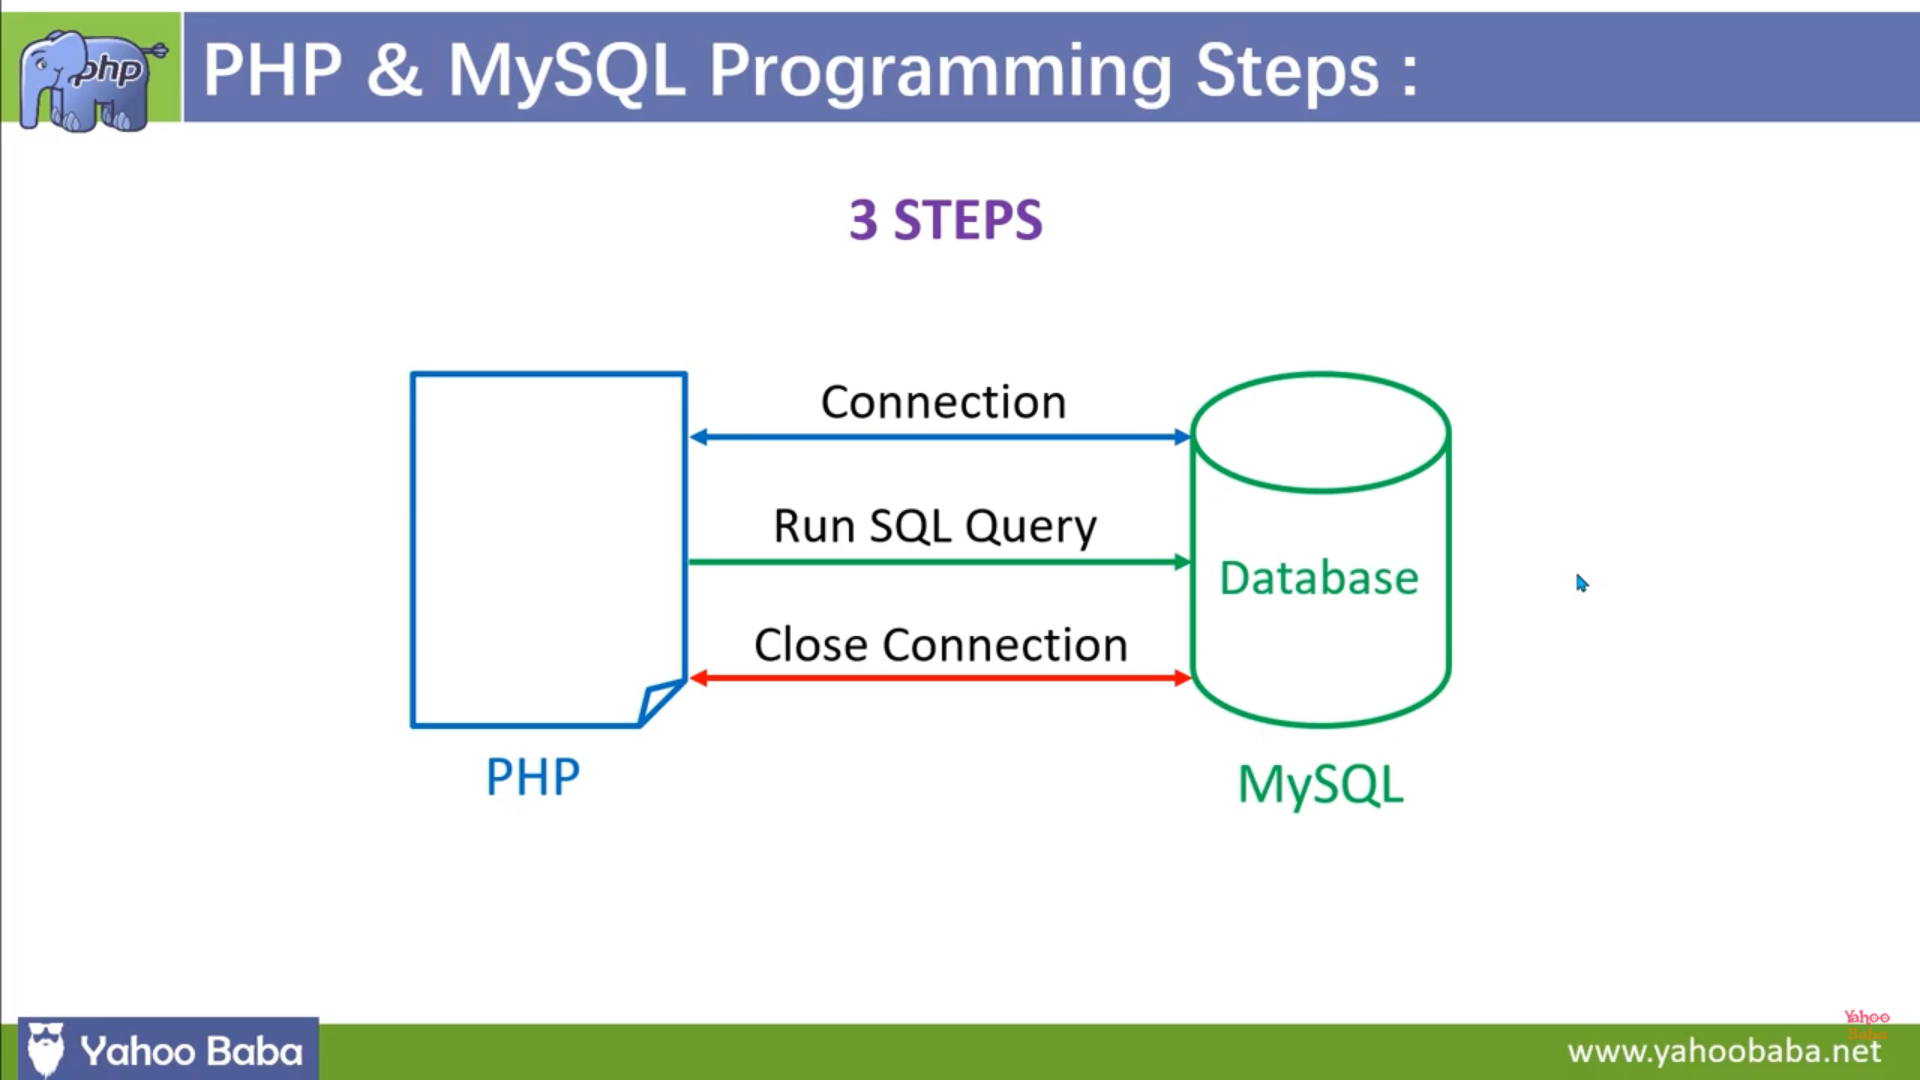 php
PHP & MySQL Programming Steps :
3 STEPS
Connection
Run SQL Query
Database
Close Connection
PHP
MySQL
Yahoo Baba
Yahoo
Baba
www.yahoobaba.net